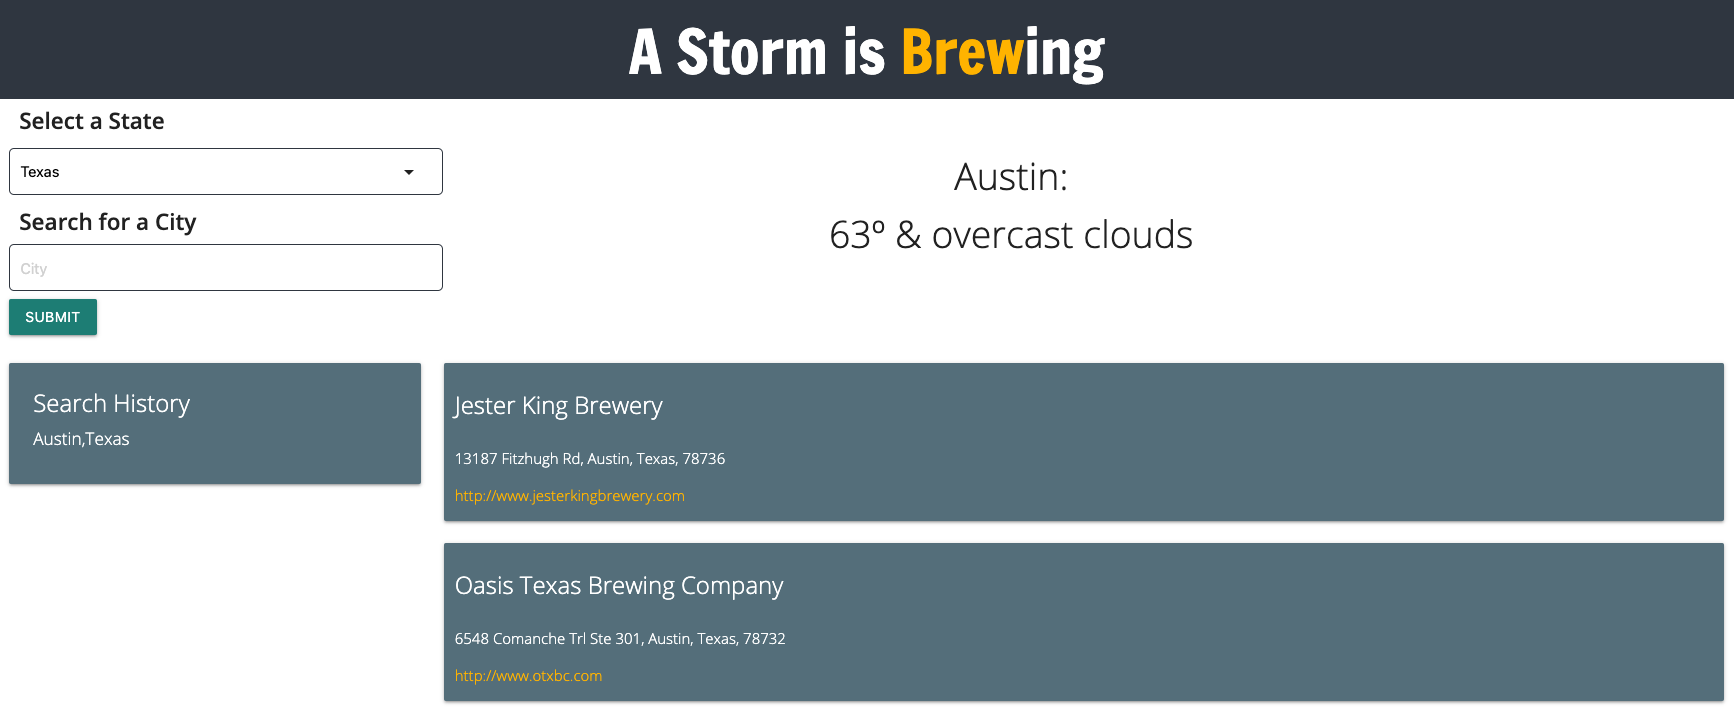 A Storm is Brewing
Select a State
Texas
Search for a City
City
SUBMIT
Austin:
63º & overcast clouds
Search History
Austin,Texas
Jester King Brewery
13187 Fitzhugh Rd, Austin, Texas, 78736
http://www.jesterkingbrewery.com
Oasis Texas Brewing Company
6548 Comanche Trl Ste 301, Austin, Texas, 78732
http://www.otxbc.com